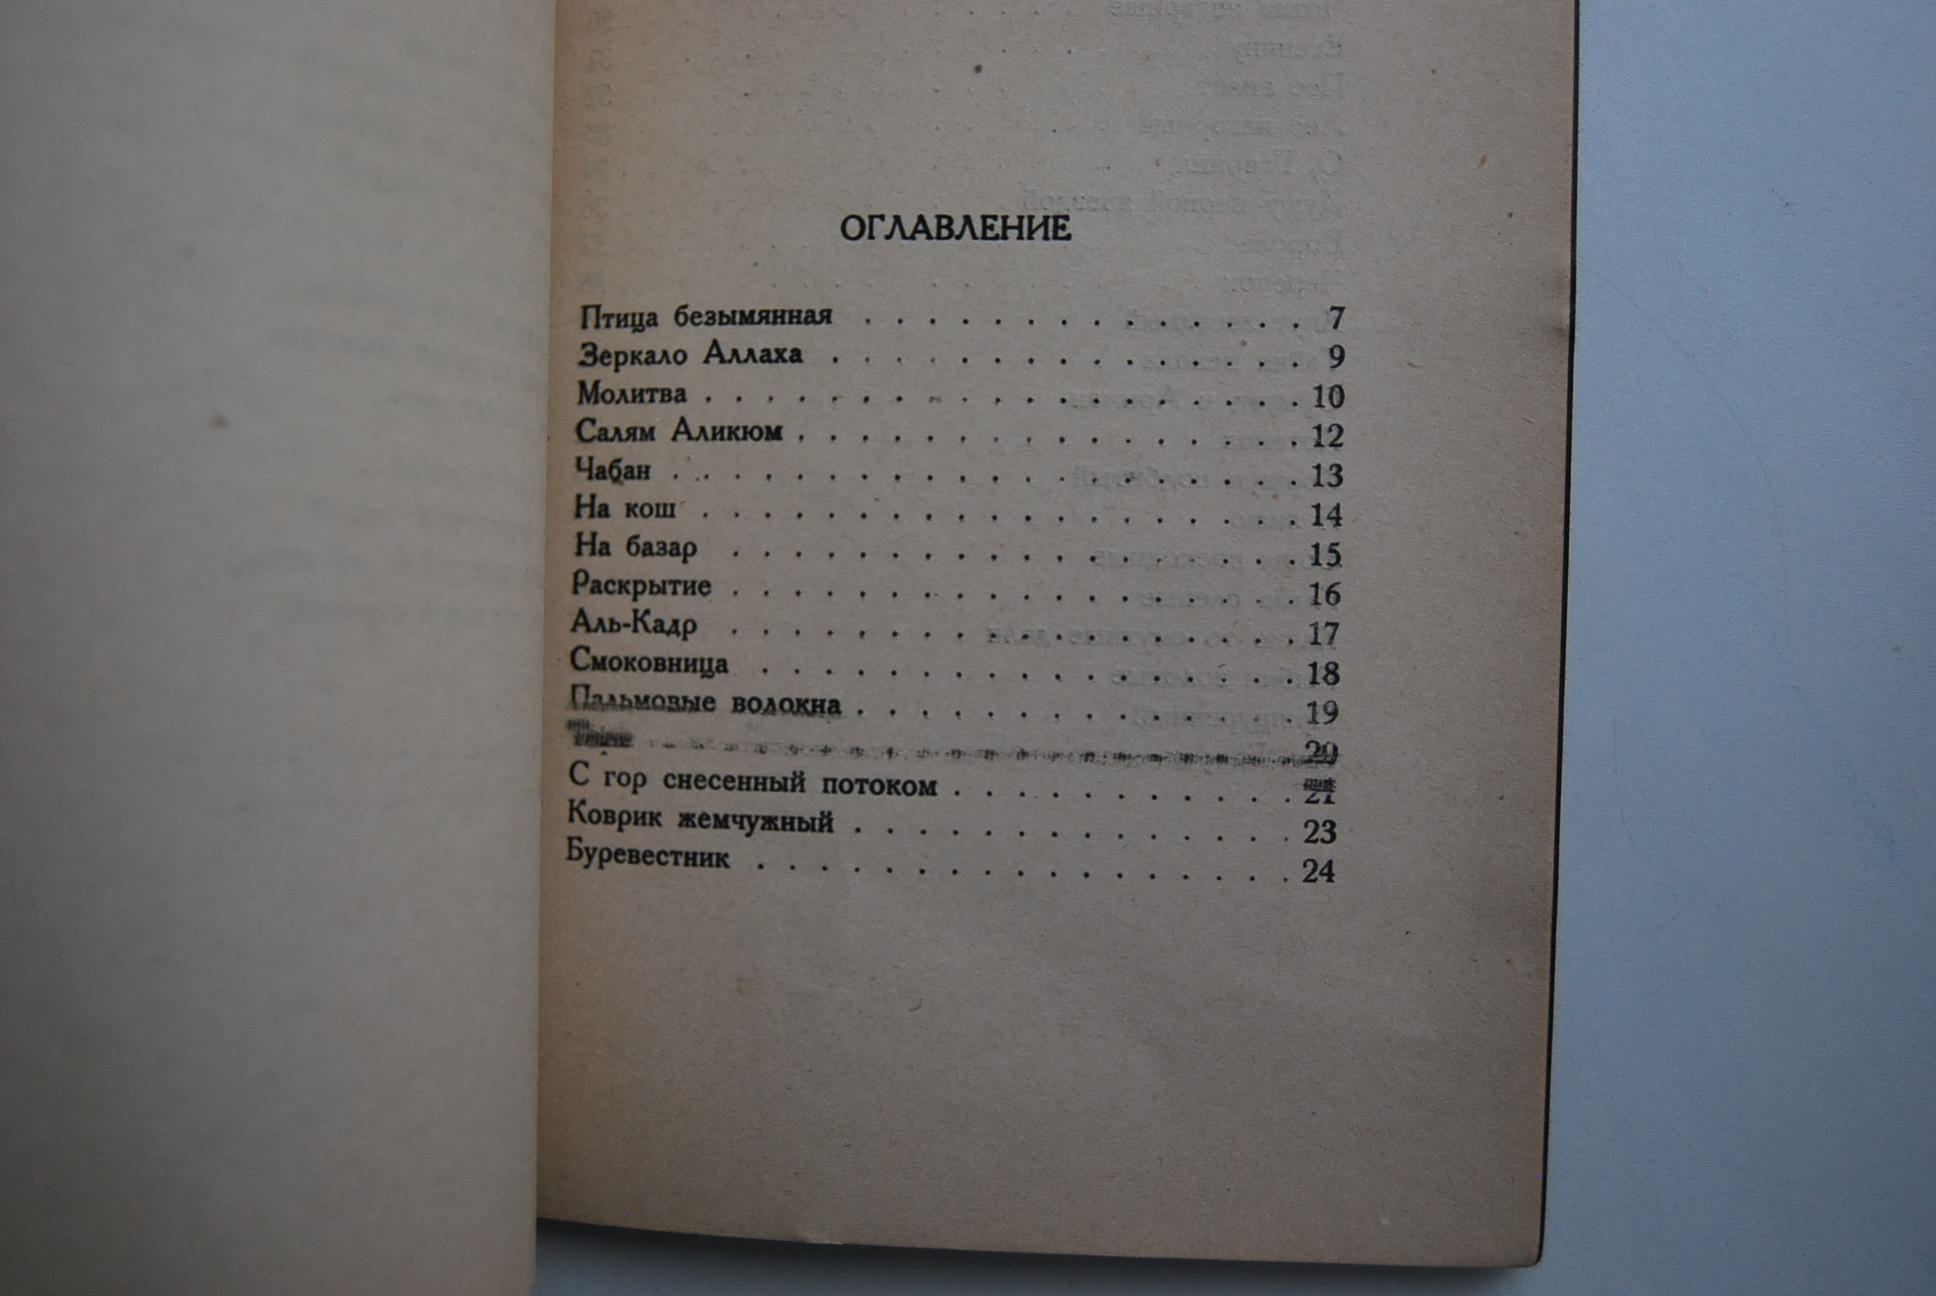 ОГЛАВЛЕНИЕ
Птица безымянная . . . . . . . . . . . . . . 7
Зеркало Аллаха . . . . . . . . . . . . . . . 9
Молитва . . . . . . . . . . . . . . . . . . . 10
Салям Аликюм . . . . . . . . . . . . . . . . 12
Чабан . . . . . . . . . . . . . . . . . . . . 13
На кош . . . . . . . . . . . . . . . . . . . 14
На базар . . . . . . . . . . . . . . . . . . 15
Раскрытие . . . . . . . . . . . . . . . . . . 16
Аль-Кадр . . . . . . . . . . . . . . . . . . 17
Смоковница . . . . . . . . . . . . . . . . . 18
Пальмовые волокна . . . . . . . . . . . . . . 19
20
С гор снесенный потоком . . . . . . . . . . . 21
Коврик жемчужный . . . . . . . . . . . . . . 23
Буревестник . . . . . . . . . . . . . . . . . 24